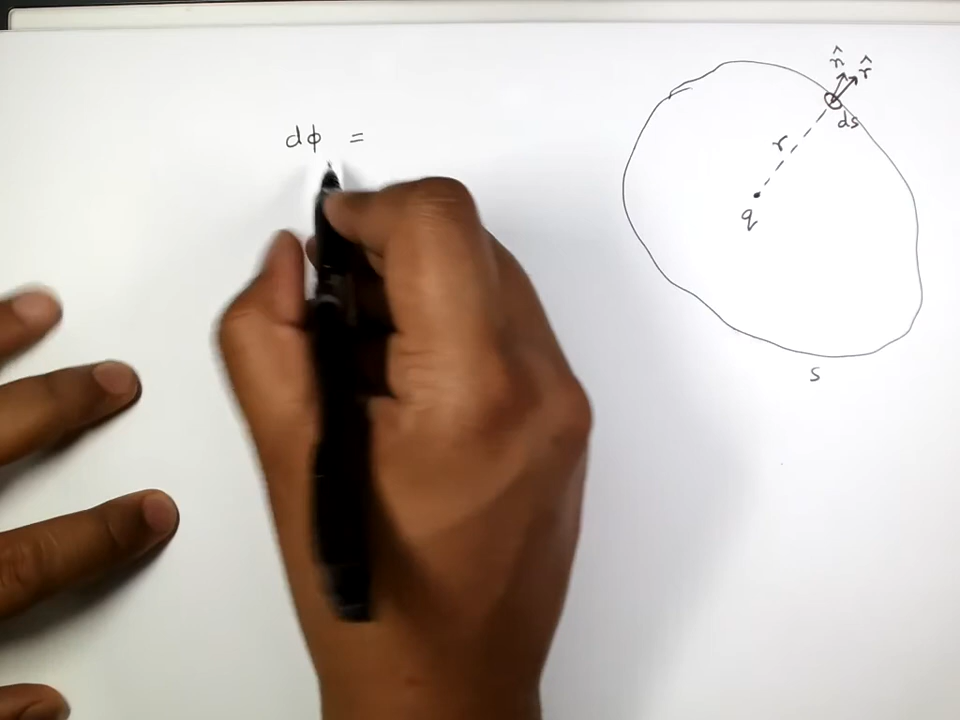 dϕ =
n̂
r̂
ds
r
q
S